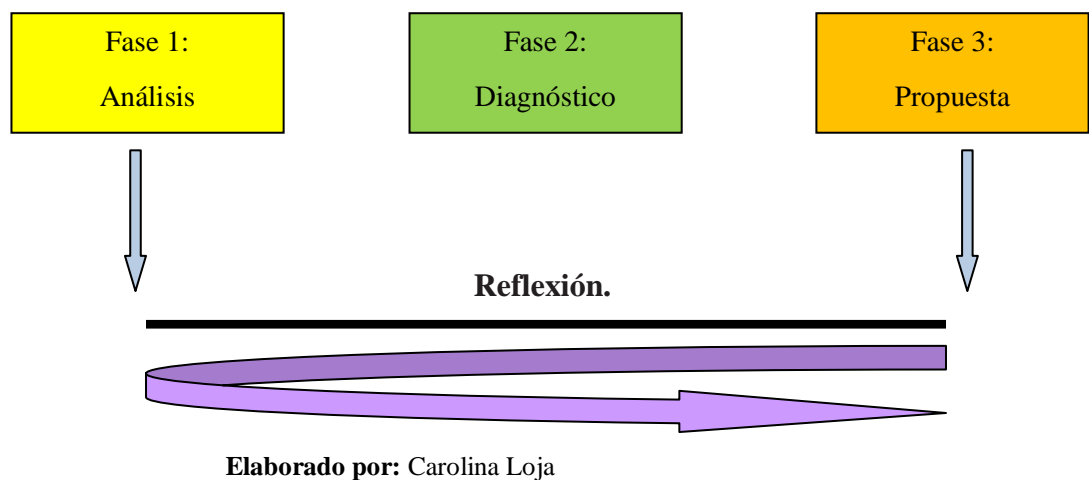 Fase 1:
Análisis
Fase 2:
Diagnóstico
Fase 3:
Propuesta
Reflexión.
Elaborado por: Carolina Loja